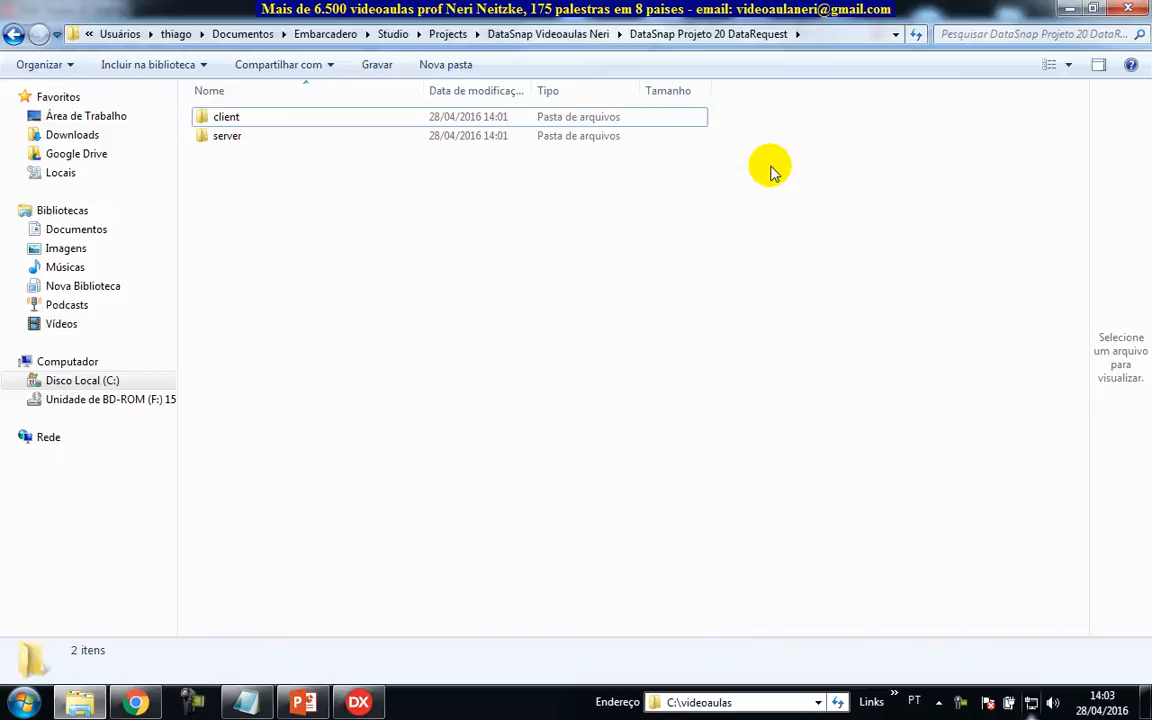 Mais de 6.500 videoaulas prof Neri Neitzke, 175 palestras em 8 paises - email: videoaulaneri@gmail.com
« Usuários Thiago Documentos Embarcadero Studio Projects DataSnap Videoaulas Neri DataSnap Projeto 20 DataRequest
Pesquisar DataSnap Projeto 20 DataR...
Organizar Incluir na biblioteca Compartilhar com Gravar Nova pasta
Nome Data de modificaç... Tipo Tamanho
Favoritos
client 28/04/2016 14:01 Pasta de arquivos
Área de Trabalho
server 28/04/2016 14:01 Pasta de arquivos
Downloads
Google Drive
Locais
Bibliotecas
Documentos
Imagens
Músicas
Nova Biblioteca
Podcasts
Vídeos
Selecione
um arquivo
para
visualizar.
Computador
Disco Local (C:)
Unidade de BD-ROM (F:) 15
Rede
2 itens
Endereço C:\videoaulas Links » PT
14:03
28/04/2016